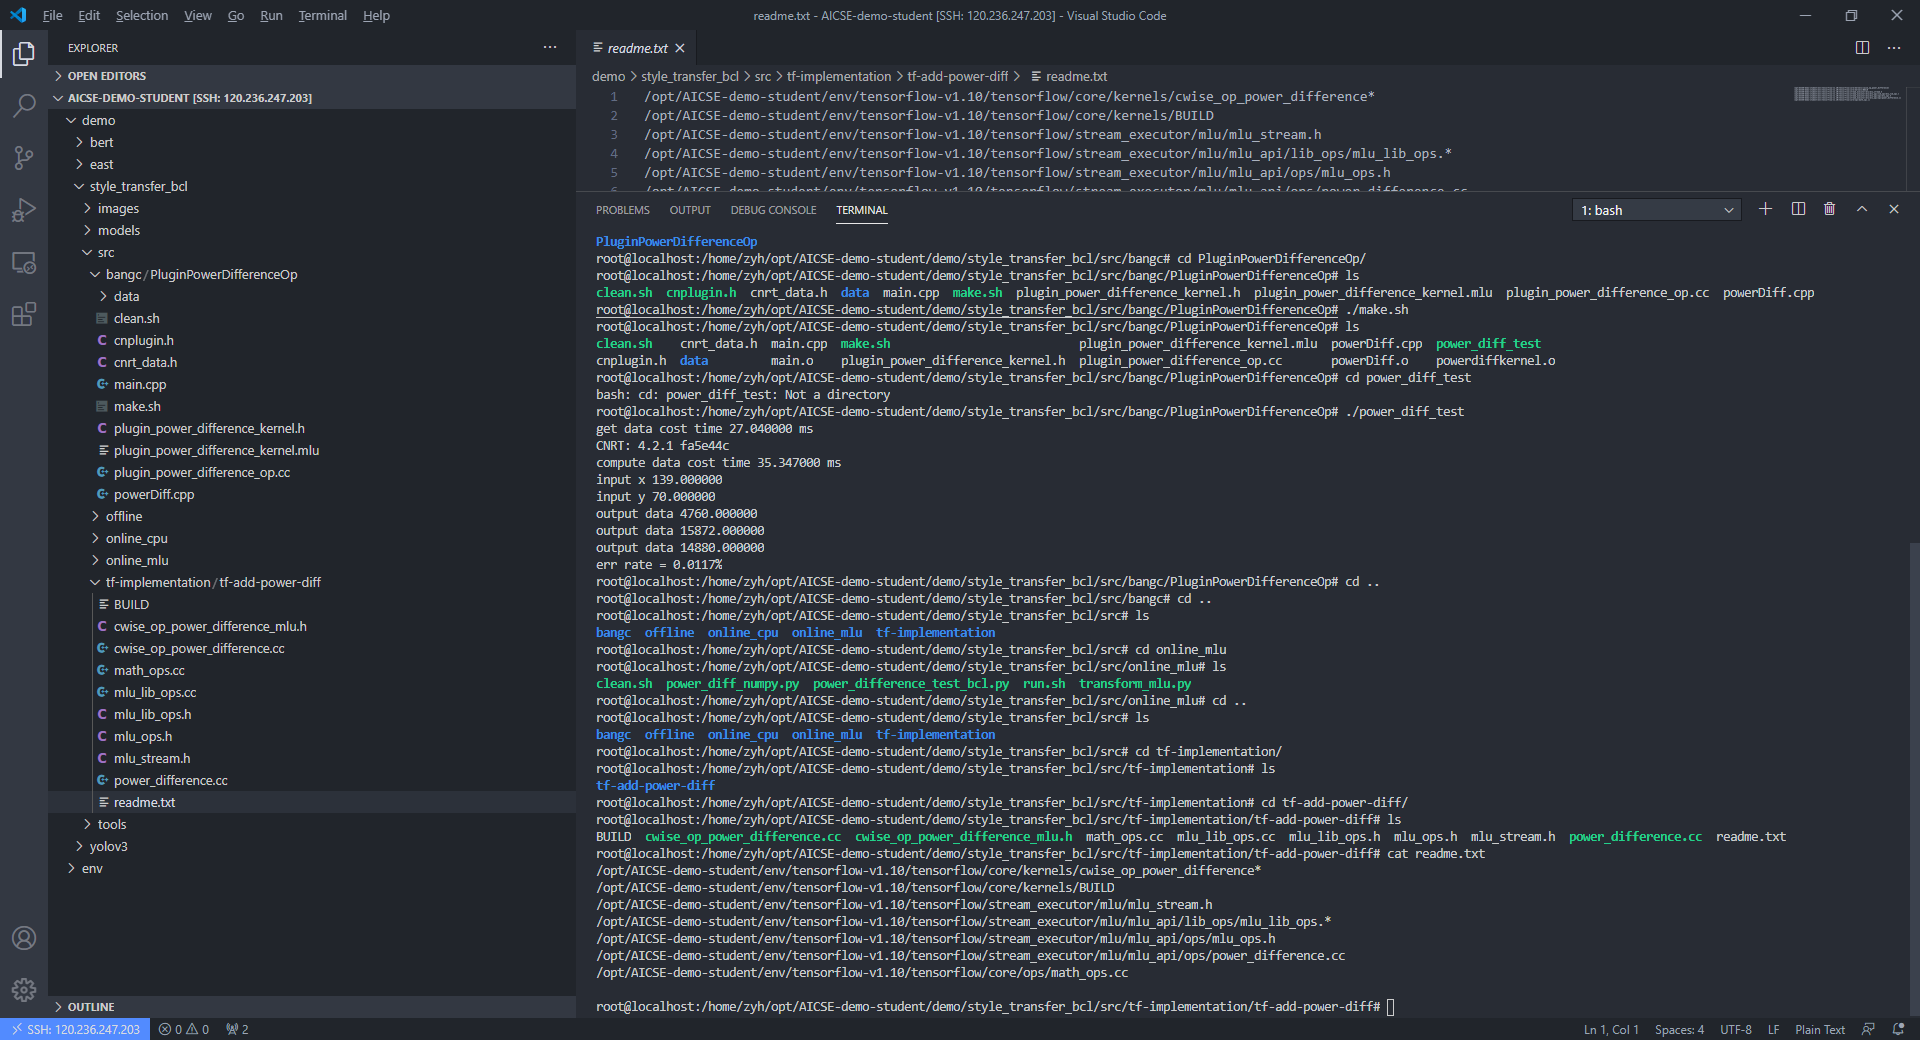 File Edit Selection View Go Run Terminal Help
readme.txt - AICSE-demo-student [SSH: 120.236.247.203] - Visual Studio Code
EXPLORER
OPEN EDITORS
AICSE-DEMO-STUDENT [SSH: 120.236.247.203]
demo
bert
east
style_transfer_bcl
images
models
src
bangc / PluginPowerDifferenceOp
data
clean.sh
cnplugin.h
cnrt_data.h
main.cpp
make.sh
plugin_power_difference_kernel.h
plugin_power_difference_kernel.mlu
plugin_power_difference_op.cc
powerDiff.cpp
offline
online_cpu
online_mlu
tf-implementation / tf-add-power-diff
BUILD
cwise_op_power_difference_mlu.h
cwise_op_power_difference.cc
math_ops.cc
mlu_lib_ops.cc
mlu_lib_ops.h
mlu_ops.h
mlu_stream.h
power_difference.cc
readme.txt
tools
yolov3
env
OUTLINE
readme.txt
demo > style_transfer_bcl > src > tf-implementation > tf-add-power-diff > readme.txt
1 /opt/AICSE-demo-student/env/tensorflow-v1.10/tensorflow/core/kernels/cwise_op_power_difference*
2 /opt/AICSE-demo-student/env/tensorflow-v1.10/tensorflow/core/kernels/BUILD
3 /opt/AICSE-demo-student/env/tensorflow-v1.10/tensorflow/stream_executor/mlu/mlu_stream.h
4 /opt/AICSE-demo-student/env/tensorflow-v1.10/tensorflow/stream_executor/mlu/mlu_api/lib_ops/mlu_lib_ops.*
5 /opt/AICSE-demo-student/env/tensorflow-v1.10/tensorflow/stream_executor/mlu/mlu_api/ops/mlu_ops.h
6 /opt/AICSE-demo-student/env/tensorflow-v1.10/tensorflow/stream_executor/mlu/mlu_api/ops/power_difference.cc
PROBLEMS OUTPUT DEBUG CONSOLE TERMINAL
1: bash
PluginPowerDifferenceOp
root@localhost:/home/zyh/opt/AICSE-demo-student/demo/style_transfer_bcl/src/bangc# cd PluginPowerDifferenceOp/
root@localhost:/home/zyh/opt/AICSE-demo-student/demo/style_transfer_bcl/src/bangc/PluginPowerDifferenceOp# ls
clean.sh cnplugin.h cnrt_data.h data main.cpp make.sh plugin_power_difference_kernel.h plugin_power_difference_kernel.mlu plugin_power_difference_op.cc powerDiff.cpp
root@localhost:/home/zyh/opt/AICSE-demo-student/demo/style_transfer_bcl/src/bangc/PluginPowerDifferenceOp# ./make.sh
root@localhost:/home/zyh/opt/AICSE-demo-student/demo/style_transfer_bcl/src/bangc/PluginPowerDifferenceOp# ls
clean.sh cnrt_data.h main.cpp make.sh plugin_power_difference_kernel.mlu powerDiff.cpp power_diff_test
cnplugin.h data main.o plugin_power_difference_kernel.h plugin_power_difference_op.cc powerDiff.o powerdiffkernel.o
root@localhost:/home/zyh/opt/AICSE-demo-student/demo/style_transfer_bcl/src/bangc/PluginPowerDifferenceOp# cd power_diff_test
bash: cd: power_diff_test: Not a directory
root@localhost:/home/zyh/opt/AICSE-demo-student/demo/style_transfer_bcl/src/bangc/PluginPowerDifferenceOp# ./power_diff_test
get data cost time 27.040000 ms
CNRT: 4.2.1 fa5e44c
compute data cost time 35.347000 ms
input x 139.000000
input y 70.000000
output data 4760.000000
output data 15872.000000
output data 14880.000000
err rate = 0.0117%
root@localhost:/home/zyh/opt/AICSE-demo-student/demo/style_transfer_bcl/src/bangc/PluginPowerDifferenceOp# cd ..
root@localhost:/home/zyh/opt/AICSE-demo-student/demo/style_transfer_bcl/src/bangc# cd ..
root@localhost:/home/zyh/opt/AICSE-demo-student/demo/style_transfer_bcl/src# ls
bangc offline online_cpu online_mlu tf-implementation
root@localhost:/home/zyh/opt/AICSE-demo-student/demo/style_transfer_bcl/src# cd online_mlu
root@localhost:/home/zyh/opt/AICSE-demo-student/demo/style_transfer_bcl/src/online_mlu# ls
clean.sh power_diff_numpy.py power_difference_test_bcl.py run.sh transform_mlu.py
root@localhost:/home/zyh/opt/AICSE-demo-student/demo/style_transfer_bcl/src/online_mlu# cd ..
root@localhost:/home/zyh/opt/AICSE-demo-student/demo/style_transfer_bcl/src# ls
bangc offline online_cpu online_mlu tf-implementation
root@localhost:/home/zyh/opt/AICSE-demo-student/demo/style_transfer_bcl/src# cd tf-implementation/
root@localhost:/home/zyh/opt/AICSE-demo-student/demo/style_transfer_bcl/src/tf-implementation# ls
tf-add-power-diff
root@localhost:/home/zyh/opt/AICSE-demo-student/demo/style_transfer_bcl/src/tf-implementation# cd tf-add-power-diff/
root@localhost:/home/zyh/opt/AICSE-demo-student/demo/style_transfer_bcl/src/tf-implementation/tf-add-power-diff# ls
BUILD cwise_op_power_difference.cc cwise_op_power_difference_mlu.h math_ops.cc mlu_lib_ops.cc mlu_lib_ops.h mlu_ops.h mlu_stream.h power_difference.cc readme.txt
root@localhost:/home/zyh/opt/AICSE-demo-student/demo/style_transfer_bcl/src/tf-implementation/tf-add-power-diff# cat readme.txt
/opt/AICSE-demo-student/env/tensorflow-v1.10/tensorflow/core/kernels/cwise_op_power_difference*
/opt/AICSE-demo-student/env/tensorflow-v1.10/tensorflow/core/kernels/BUILD
/opt/AICSE-demo-student/env/tensorflow-v1.10/tensorflow/stream_executor/mlu/mlu_stream.h
/opt/AICSE-demo-student/env/tensorflow-v1.10/tensorflow/stream_executor/mlu/mlu_api/lib_ops/mlu_lib_ops.*
/opt/AICSE-demo-student/env/tensorflow-v1.10/tensorflow/stream_executor/mlu/mlu_api/ops/mlu_ops.h
/opt/AICSE-demo-student/env/tensorflow-v1.10/tensorflow/stream_executor/mlu/mlu_api/ops/power_difference.cc
/opt/AICSE-demo-student/env/tensorflow-v1.10/tensorflow/core/ops/math_ops.cc
root@localhost:/home/zyh/opt/AICSE-demo-student/demo/style_transfer_bcl/src/tf-implementation/tf-add-power-diff#
SSH: 120.236.247.203 0 0 2
Ln 1, Col 1 Spaces: 4 UTF-8 LF Plain Text